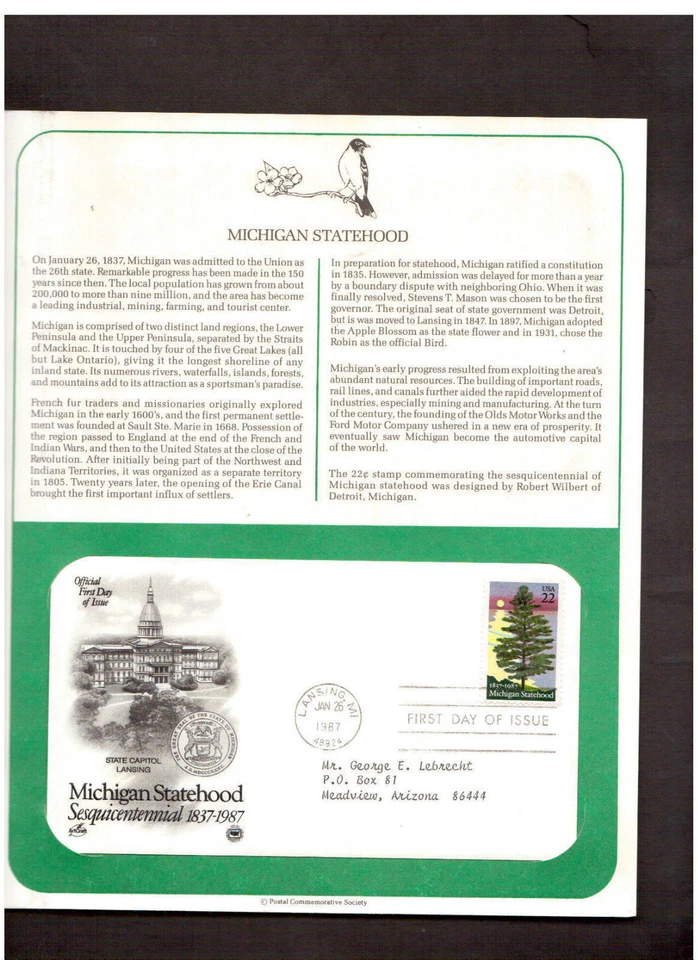 MICHIGAN STATEHOOD
On January 26, 1837, Michigan was admitted to the Union as
the 26th state. Remarkable progress has been made in the 150
years since then. The local population has grown from about
200,000 to more than nine million, and the area has become
a leading industrial, mining, farming, and tourist center.
Michigan is comprised of two distinct land regions, the Lower
Peninsula and the Upper Peninsula, separated by the Straits
of Mackinac. It is touched by four of the five Great Lakes (all
but Lake Ontario), giving it the longest shoreline of any
inland state. Its numerous rivers, waterfalls, islands, forests,
and mountains add to its attraction as a sportsman's paradise.
French fur traders and missionaries originally explored
Michigan in the early 1600's, and the first permanent settle-
ment was founded at Sault Ste. Marie in 1668. Possession of
the region passed to England at the end of the French and
Indian Wars, and then to the United States at the close of the
Revolution. After initially being part of the Northwest and
Indiana Territories, it was organized as a separate territory
in 1805. Twenty years later, the opening of the Erie Canal
brought the first important influx of settlers.
In preparation for statehood, Michigan ratified a constitution
in 1835. However, admission was delayed for more than a year
by a boundary dispute with neighboring Ohio. When it was
finally resolved, Stevens T. Mason was chosen to be the first
governor. The original seat of state government was Detroit,
but is was moved to Lansing in 1847. In 1897, Michigan adopted
the Apple Blossom as the state flower and in 1931, chose the
Robin as the official Bird.
Michigan's early progress resulted from exploiting the area's
abundant natural resources. The building of important roads,
rail lines, and canals further aided the rapid development of
industries, especially mining and manufacturing. At the turn
of the century, the founding of the Olds Motor Works and the
Ford Motor Company ushered in a new era of prosperity. It
eventually saw Michigan become the automotive capital
of the world.
The 22¢ stamp commemorating the sesquicentennial of
Michigan statehood was designed by Robert Wilbert of
Detroit, Michigan.
Official
First Day
of Issue
USA
22
1837-1987
Michigan Statehood
LANSING, MI
JAN 26
1987
48924
FIRST DAY OF ISSUE
THE GREAT SEAL OF THE STATE OF MICHIGAN
STATE CAPITOL
LANSING
Mr. George E. Lebrecht
P.O. Box 81
Meadview, Arizona 86444
Michigan Statehood
Sesquicentennial 1837-1987
ArtCraft
© Postal Commemorative Society